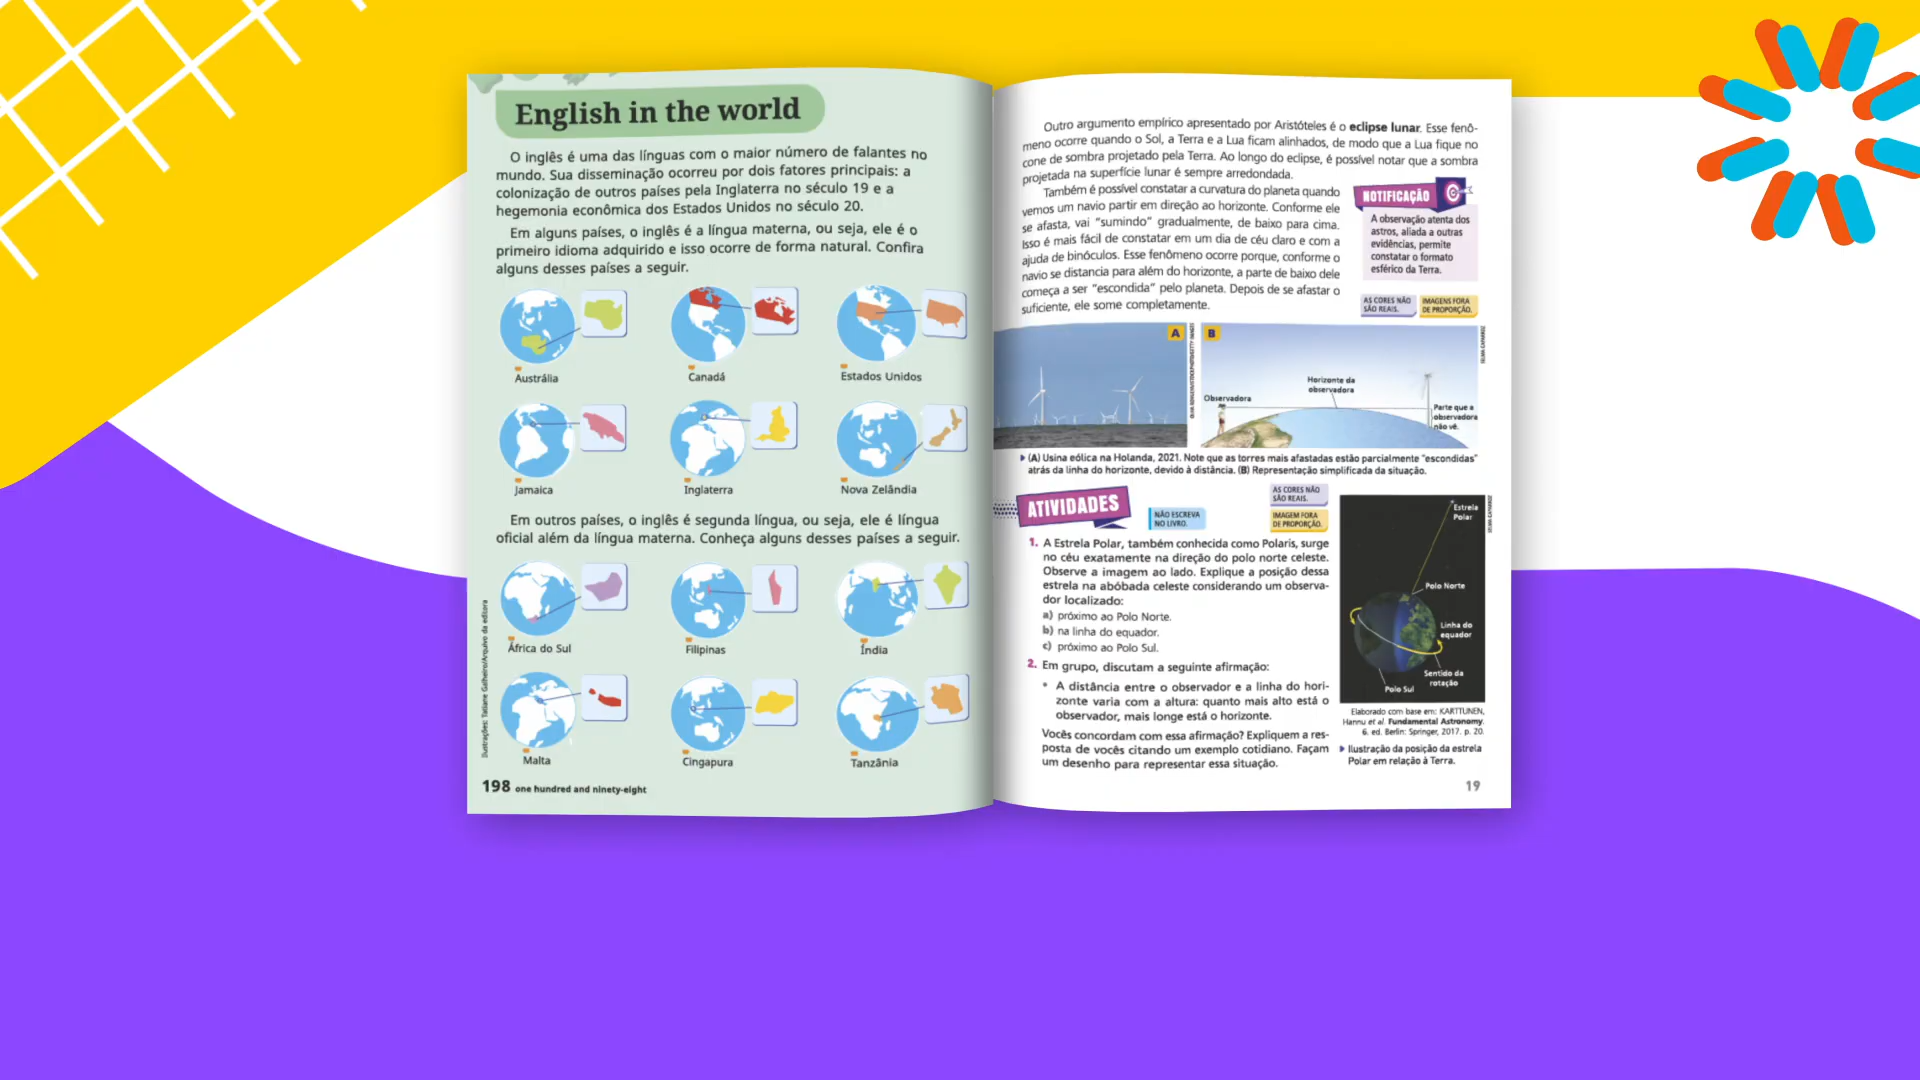 English in the world
O inglês é uma das línguas com o maior número de falantes no
mundo. Sua disseminação ocorreu por dois fatores principais: a
colonização de outros países pela Inglaterra no século 19 e a
hegemonia econômica dos Estados Unidos no século 20.
Em alguns países, o inglês é a língua materna, ou seja, ele é o
primeiro idioma adquirido e isso ocorre de forma natural. Confira
alguns desses países a seguir.
Austrália
Canadá
Estados Unidos
Jamaica
Inglaterra
Nova Zelândia
Em outros países, o inglês é segunda língua, ou seja, ele é língua
oficial além da língua materna. Conheça alguns desses países a seguir.
África do Sul
Filipinas
Índia
Malta
Cingapura
Tanzânia
Ilustrações: Tatiane Galheiro/Arquivo da editora
198 one hundred and ninety-eight
Outro argumento empírico apresentado por Aristóteles é o eclipse lunar. Esse fenô-
meno ocorre quando o Sol, a Terra e a Lua ficam alinhados, de modo que a Lua fique no
cone de sombra projetado pela Terra. Ao longo do eclipse, é possível notar que a sombra
projetada na superfície lunar é sempre arredondada.
Também é possível constatar a curvatura do planeta quando
vemos um navio partir em direção ao horizonte. Conforme ele
se afasta, vai “sumindo” gradualmente, de baixo para cima.
Isso é mais fácil de constatar em um dia de céu claro e com a
ajuda de binóculos. Esse fenômeno ocorre porque, conforme o
navio se distancia para além do horizonte, a parte de baixo dele
começa a ser “escondida” pelo planeta. Depois de se afastar o
suficiente, ele some completamente.
NOTIFICAÇÃO
A observação atenta dos
astros, aliada a outras
evidências, permite
constatar o formato
esférico da Terra.
AS CORES NÃO
SÃO REAIS.
IMAGENS FORA
DE PROPORÇÃO.
A
B
Observadora
Horizonte da
observadora
Parte que a
observadora
não vê.
(A) Usina eólica na Holanda, 2021. Note que as torres mais afastadas estão parcialmente “escondidas”
atrás da linha do horizonte, devido à distância. (B) Representação simplificada da situação.
ATIVIDADES
NÃO ESCREVA
NO LIVRO.
AS CORES NÃO
SÃO REAIS.
IMAGEM FORA
DE PROPORÇÃO.
1. A Estrela Polar, também conhecida como Polaris, surge
no céu exatamente na direção do polo norte celeste.
Observe a imagem ao lado. Explique a posição dessa
estrela na abóbada celeste considerando um observa-
dor localizado:
a) próximo ao Polo Norte.
b) na linha do equador.
c) próximo ao Polo Sul.
2. Em grupo, discutam a seguinte afirmação:
• A distância entre o observador e a linha do hori-
zonte varia com a altura: quanto mais alto está o
observador, mais longe está o horizonte.
Vocês concordam com essa afirmação? Expliquem a res-
posta de vocês citando um exemplo cotidiano. Façam
um desenho para representar essa situação.
Estrela
Polar
Polo Norte
Linha do
equador
Sentido da
rotação
Polo Sul
Elaborado com base em: KARTTUNEN,
Hannu et al. Fundamental Astronomy.
6. ed. Berlin: Springer, 2017. p. 20.
Ilustração da posição da estrela
Polar em relação à Terra.
19